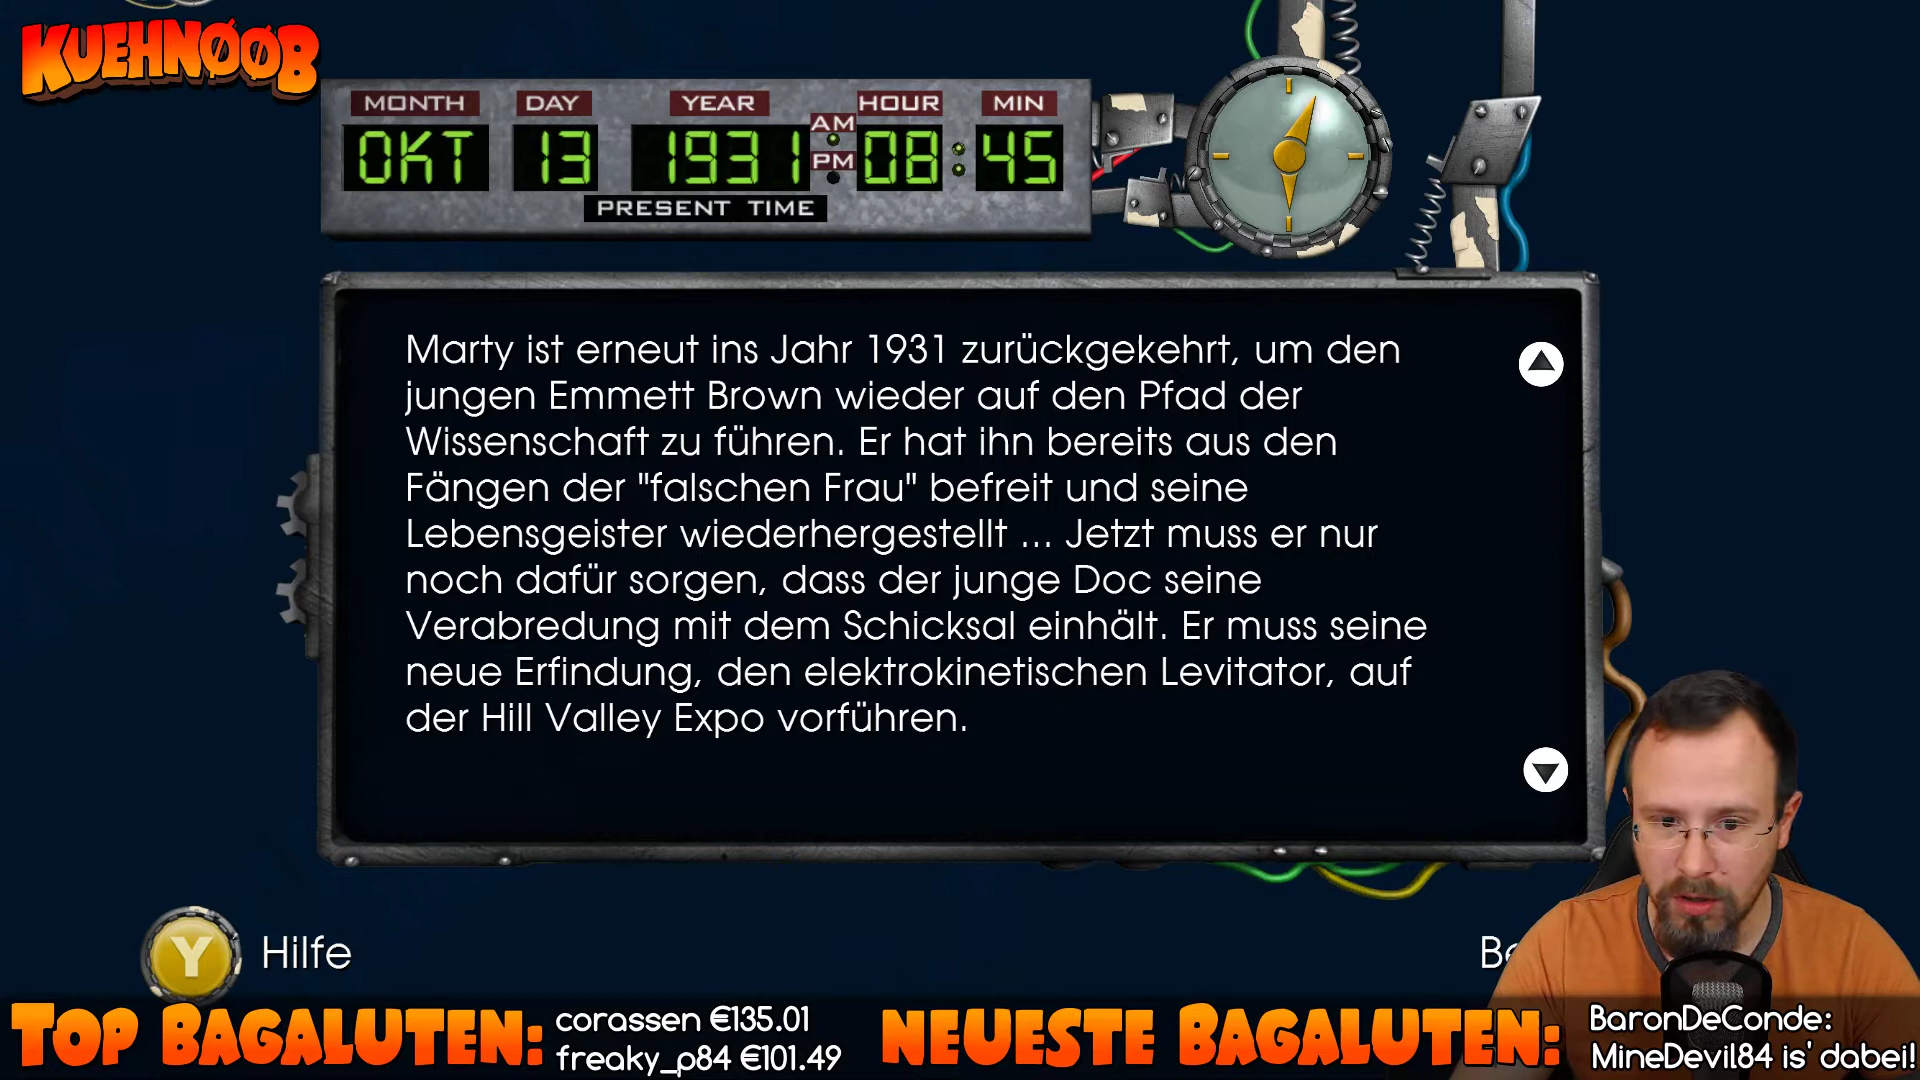 KUEHNØØB
MONTH DAY YEAR AM PM HOUR MIN
OKT 13 1931 08:45
PRESENT TIME
Marty ist erneut ins Jahr 1931 zurückgekehrt, um den
jungen Emmett Brown wieder auf den Pfad der
Wissenschaft zu führen. Er hat ihn bereits aus den
Fängen der "falschen Frau" befreit und seine
Lebensgeister wiederhergestellt ... Jetzt muss er nur
noch dafür sorgen, dass der junge Doc seine
Verabredung mit dem Schicksal einhält. Er muss seine
neue Erfindung, den elektrokinetischen Levitator, auf
der Hill Valley Expo vorführen.
Y Hilfe
TOP BAGALUTEN: corassen €135.01
freaky_p84 €101.49
NEUESTE BAGALUTEN: BaronDeConde:
MineDevil84 is' dabei!